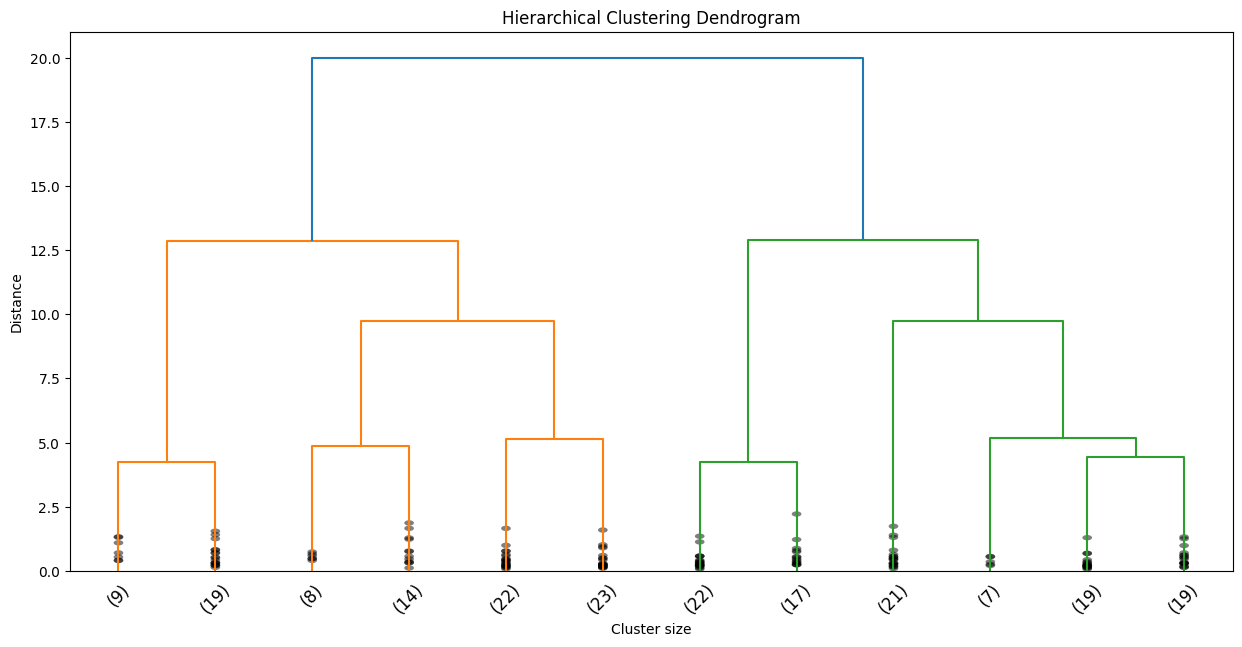 Hierarchical Clustering Dendrogram
20.0
17.5
15.0
12.5
10.0
7.5
5.0
2.5
0.0
Distance
(9) (19) (8) (14) (22) (23) (22) (17) (21) (7) (19) (19)
Cluster size